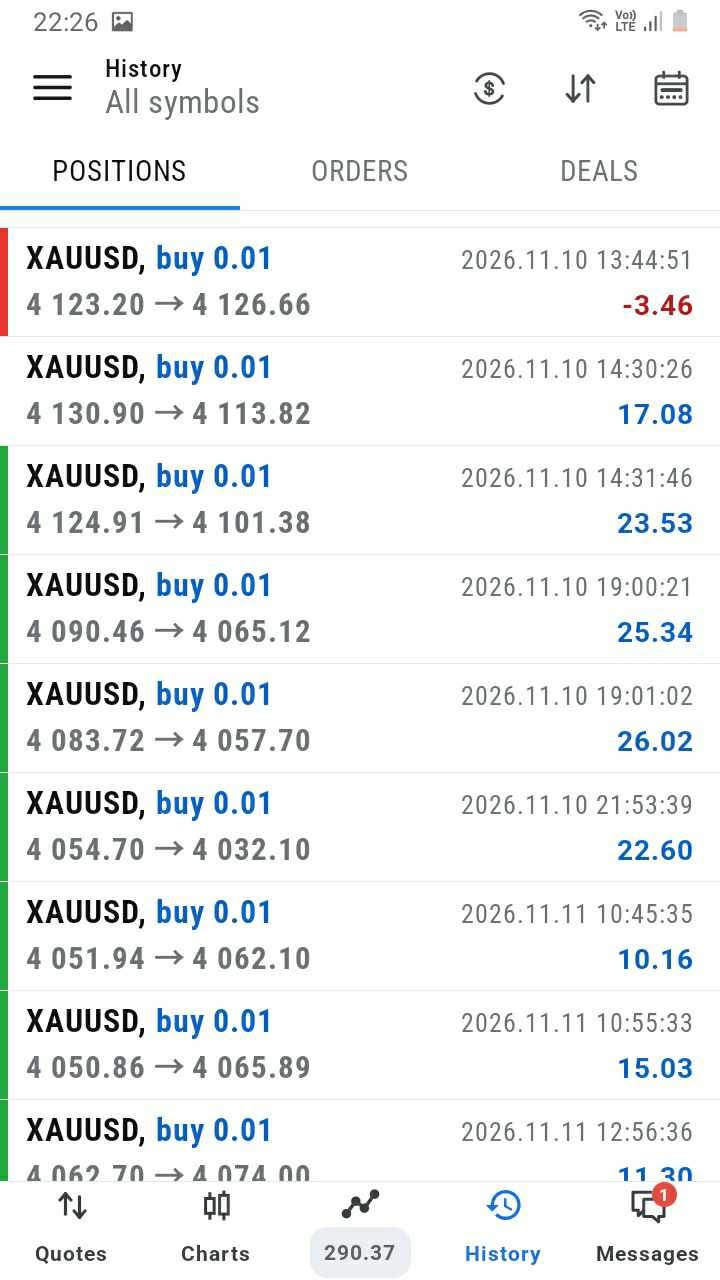 22:26
Vo))
LTE
History
All symbols
$
POSITIONS ORDERS DEALS
XAUUSD, buy 0.01 2026.11.10 13:44:51
4 123.20 → 4 126.66 -3.46
XAUUSD, buy 0.01 2026.11.10 14:30:26
4 130.90 → 4 113.82 17.08
XAUUSD, buy 0.01 2026.11.10 14:31:46
4 124.91 → 4 101.38 23.53
XAUUSD, buy 0.01 2026.11.10 19:00:21
4 090.46 → 4 065.12 25.34
XAUUSD, buy 0.01 2026.11.10 19:01:02
4 083.72 → 4 057.70 26.02
XAUUSD, buy 0.01 2026.11.10 21:53:39
4 054.70 → 4 032.10 22.60
XAUUSD, buy 0.01 2026.11.11 10:45:35
4 051.94 → 4 062.10 10.16
XAUUSD, buy 0.01 2026.11.11 10:55:33
4 050.86 → 4 065.89 15.03
XAUUSD, buy 0.01 2026.11.11 12:56:36
4 062.70 → 4 074.00 11.30
1
Quotes Charts 290.37 History Messages